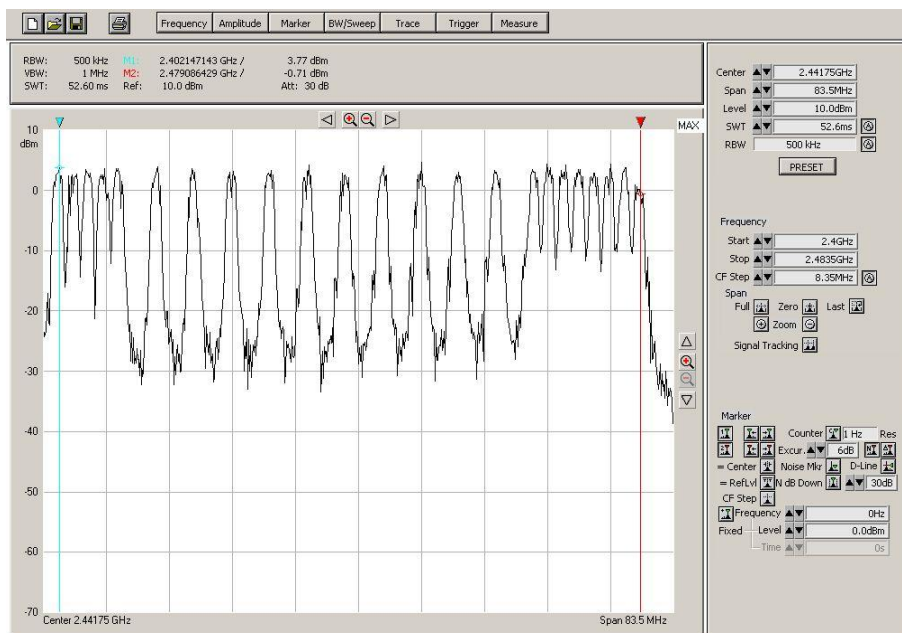 Frequency Amplitude Marker BW/Sweep Trace Trigger Measure
RBW: 500 kHz M1: 2.402147143 GHz / 3.77 dBm
VBW: 1 MHz M2: 2.479086429 GHz / -0.71 dBm
SWT: 52.60 ms Ref: 10.0 dBm Att: 30 dB
MAX
10
dBm
0
-10
-20
-30
-40
-50
-60
-70
Center 2.44175 GHz Span 83.5 MHz
Center 2.44175GHz
Span 83.5MHz
Level 10.0dBm
SWT 52.6ms
RBW 500 kHz
PRESET
Frequency
Start 2.4GHz
Stop 2.4835GHz
CF Step 8.35MHz
Span
Full Zero Last
Zoom
Signal Tracking
Marker
Counter 1 Hz Res
Excur. 6dB
= Center Noise Mkr D-Line
= RefLvl N dB Down 30dB
CF Step
Frequency 0Hz
Fixed Level 0.0dBm
Time 0s